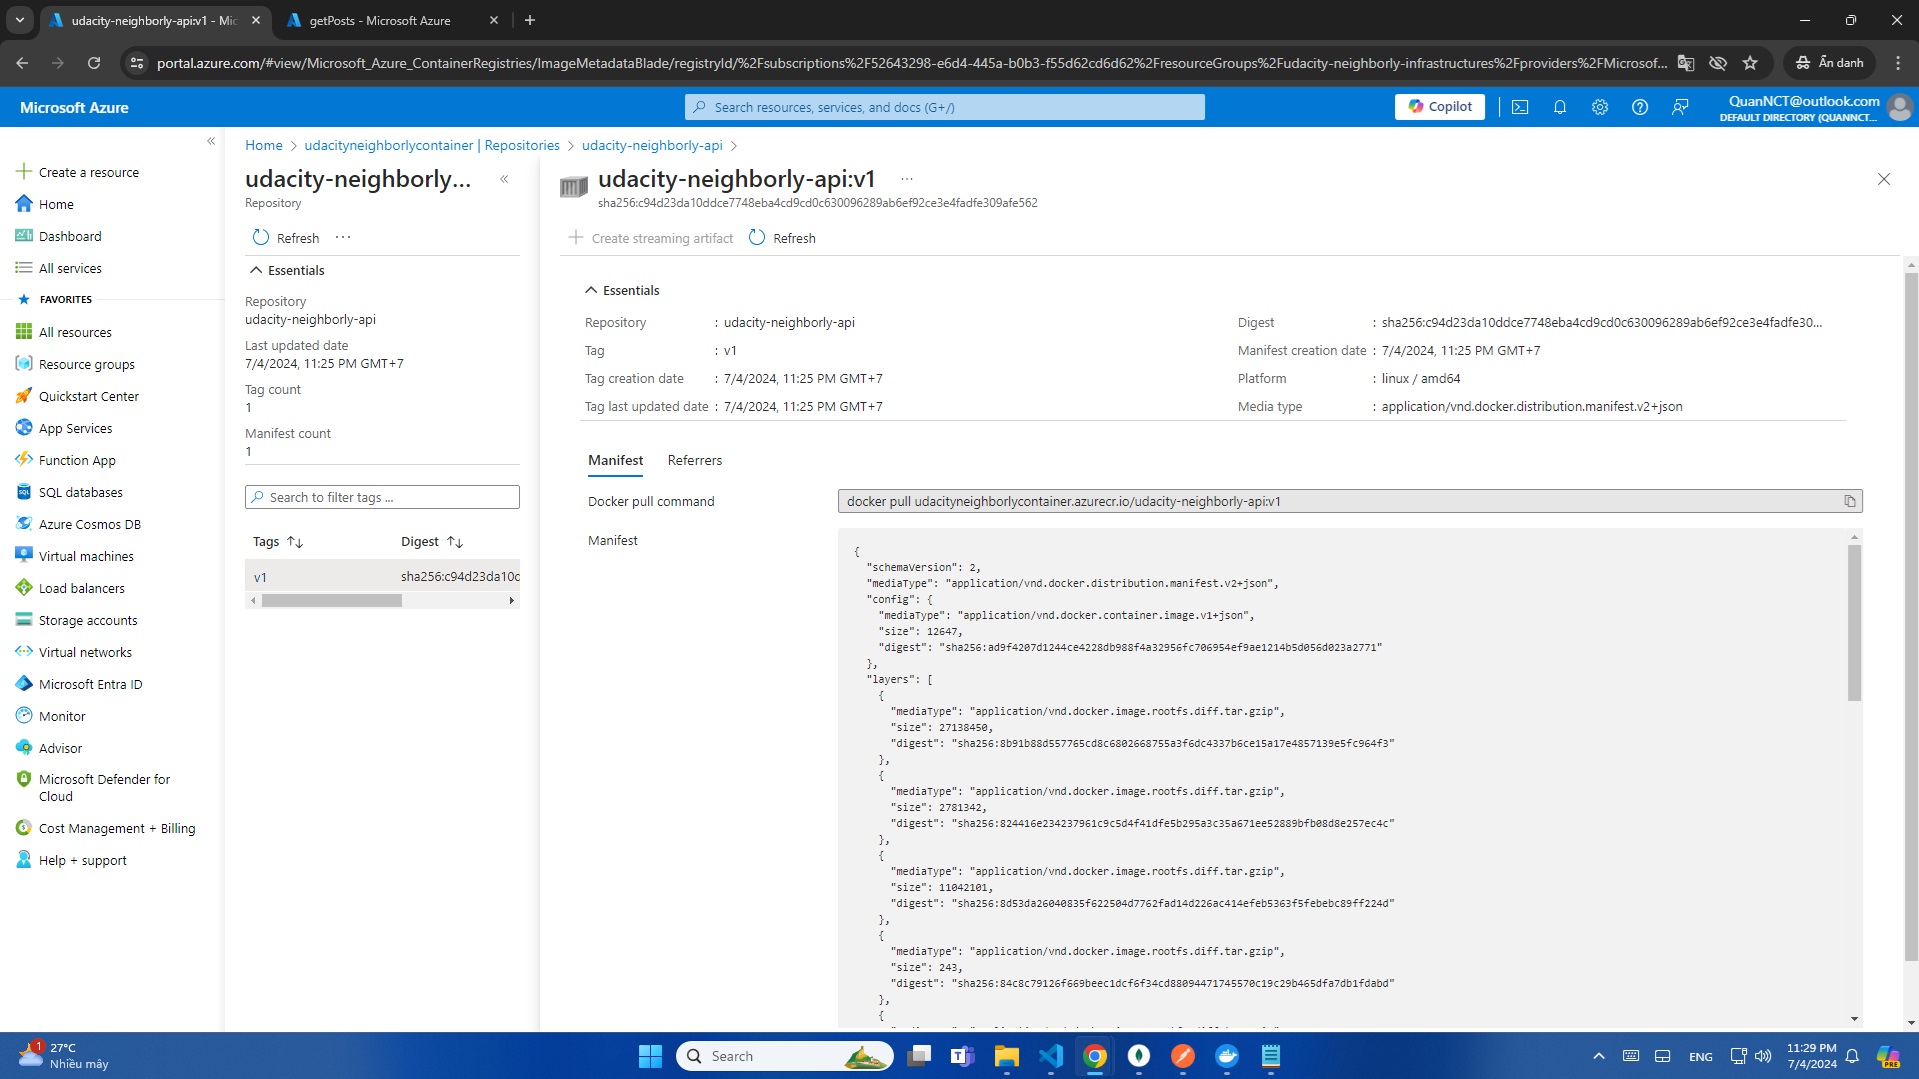 udacity-neighborly-api:v1 - Mic
getPosts - Microsoft Azure
portal.azure.com/#view/Microsoft_Azure_ContainerRegistries/ImageMetadataBlade/registryId/%2Fsubscriptions%2F52643298-e6d4-445a-b0b3-f55d62cd6d62%2FresourceGroups%2Fudacity-neighborly-infrastructures%2Fproviders%2FMicrosof...
Ẩn danh
Microsoft Azure
Search resources, services, and docs (G+/)
Copilot
QuanNCT@outlook.com
DEFAULT DIRECTORY (QUANNCT...
Create a resource
Home
Dashboard
All services
FAVORITES
All resources
Resource groups
Quickstart Center
App Services
Function App
SQL databases
Azure Cosmos DB
Virtual machines
Load balancers
Storage accounts
Virtual networks
Microsoft Entra ID
Monitor
Advisor
Microsoft Defender for
Cloud
Cost Management + Billing
Help + support
Home > udacityneighborlycontainer | Repositories > udacity-neighborly-api >
udacity-neighborly...
Repository
Refresh ...
Essentials
Repository
udacity-neighborly-api
Last updated date
7/4/2024, 11:25 PM GMT+7
Tag count
1
Manifest count
1
Search to filter tags ...
Tags Digest
v1 sha256:c94d23da10d
udacity-neighborly-api:v1 ...
sha256:c94d23da10ddce7748eba4cd9cd0c630096289ab6ef92ce3e4fadfe309afe562
Create streaming artifact Refresh
Essentials
Repository : udacity-neighborly-api
Tag : v1
Tag creation date : 7/4/2024, 11:25 PM GMT+7
Tag last updated date : 7/4/2024, 11:25 PM GMT+7
Digest : sha256:c94d23da10ddce7748eba4cd9cd0c630096289ab6ef92ce3e4fadfe30...
Manifest creation date : 7/4/2024, 11:25 PM GMT+7
Platform : linux / amd64
Media type : application/vnd.docker.distribution.manifest.v2+json
Manifest Referrers
Docker pull command
docker pull udacityneighborlycontainer.azurecr.io/udacity-neighborly-api:v1
Manifest
{
"schemaVersion": 2,
"mediaType": "application/vnd.docker.distribution.manifest.v2+json",
"config": {
"mediaType": "application/vnd.docker.container.image.v1+json",
"size": 12647,
"digest": "sha256:ad9f4207d1244ce4228db988f4a32956fc706954ef9ae1214b5d056d023a2771"
},
"layers": [
{
"mediaType": "application/vnd.docker.image.rootfs.diff.tar.gzip",
"size": 27138450,
"digest": "sha256:8b91b88d557765cd8c6802668755a3f6dc4337b6ce15a17e4857139e5fc964f3"
},
{
"mediaType": "application/vnd.docker.image.rootfs.diff.tar.gzip",
"size": 2781342,
"digest": "sha256:824416e234237961c9c5d4f41dfe5b295a3c35a671ee52889bfb08d8e257ec4c"
},
{
"mediaType": "application/vnd.docker.image.rootfs.diff.tar.gzip",
"size": 11042101,
"digest": "sha256:8d53da26040835f622504d7762fad14d226ac414efeb5363f5febebc89ff224d"
},
{
"mediaType": "application/vnd.docker.image.rootfs.diff.tar.gzip",
"size": 243,
"digest": "sha256:84c8c79126f669beec1dcf6f34cd88094471745570c19c29b465dfa7db1fdabd"
},
{
1
27°C
Nhiều mây
Search
ENG
11:29 PM
7/4/2024
PRE